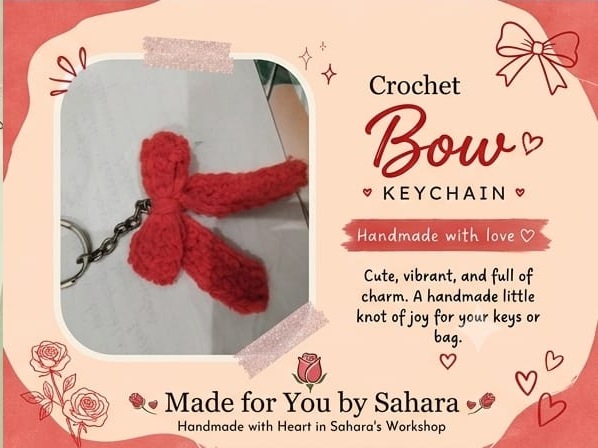 Crochet
Bow
KEYCHAIN
Handmade with love
Cute, vibrant, and full of
charm. A handmade little
knot of joy for your keys or
bag.
Made for You by Sahara
Handmade with Heart in Sahara's Workshop